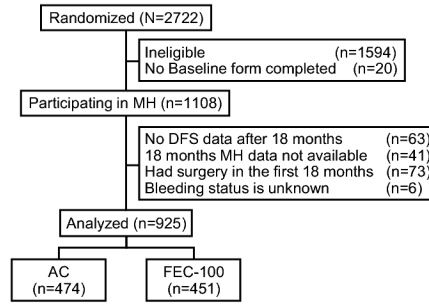 Randomized (N=2722)
Ineligible (n=1594)
No Baseline form completed (n=20)
Participating in MH (n=1108)
No DFS data after 18 months (n=63)
18 months MH data not available (n=41)
Had surgery in the first 18 months (n=73)
Bleeding status is unknown (n=6)
Analyzed (n=925)
AC
(n=474)
FEC-100
(n=451)